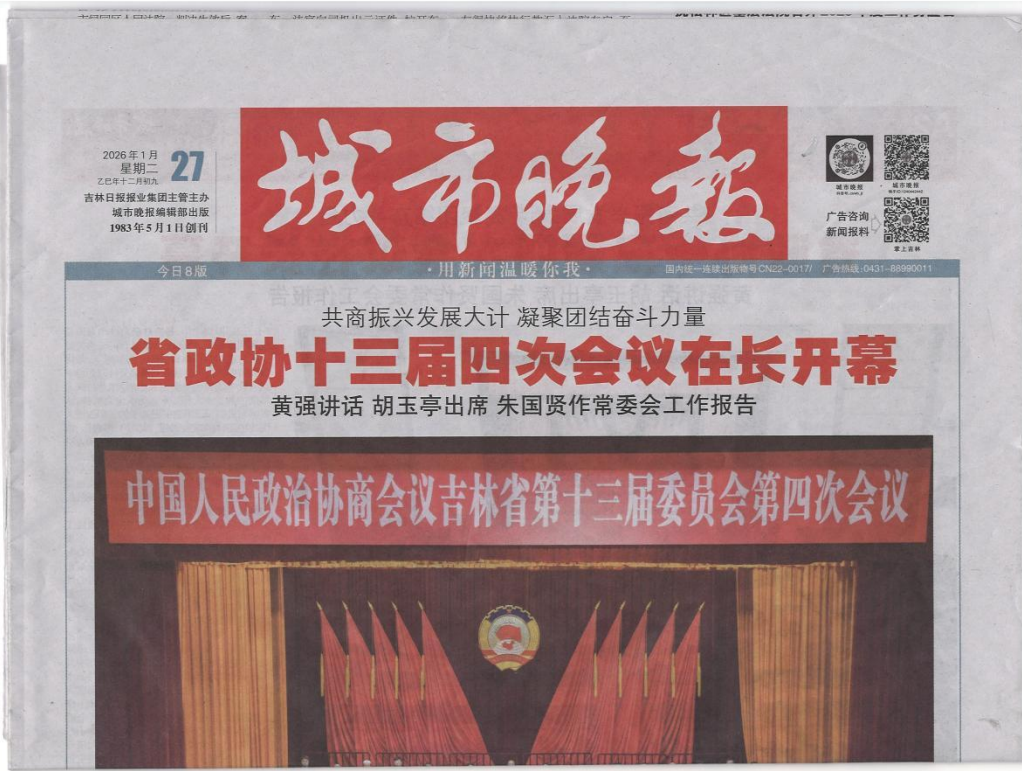 2026年1月
星期二
27
乙巳年十二月初九
吉林日报报业集团主管主办
城市晚报编辑部出版
1983年5月1日创刊
城市晚报
城市晚报
城市晚报
广告咨询
新闻报料
掌上吉林
今日8版
·用新闻温暖你我·
国内统一连续出版物号CN22-0017/
广告热线:0431-88990011
共商振兴发展大计 凝聚团结奋斗力量
省政协十三届四次会议在长开幕
黄强讲话 胡玉亭出席 朱国贤作常委会工作报告
中国人民政治协商会议吉林省第十三届委员会第四次会议